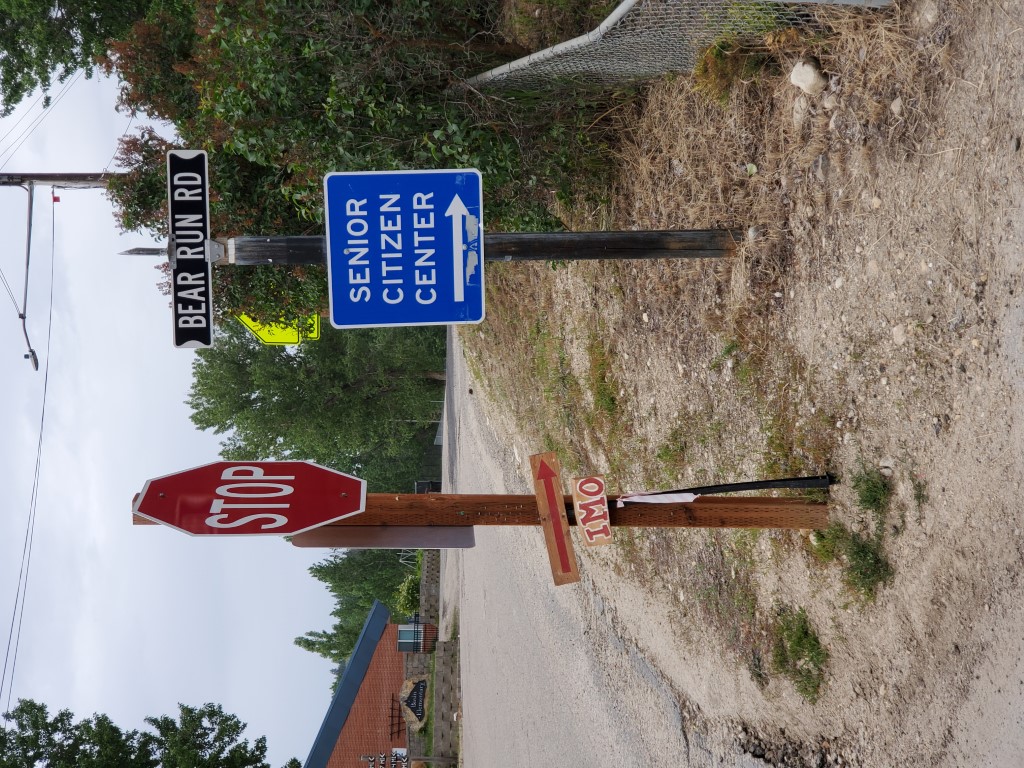 BEAR RUN RD
SENIOR
CITIZEN
CENTER
STOP
IMO